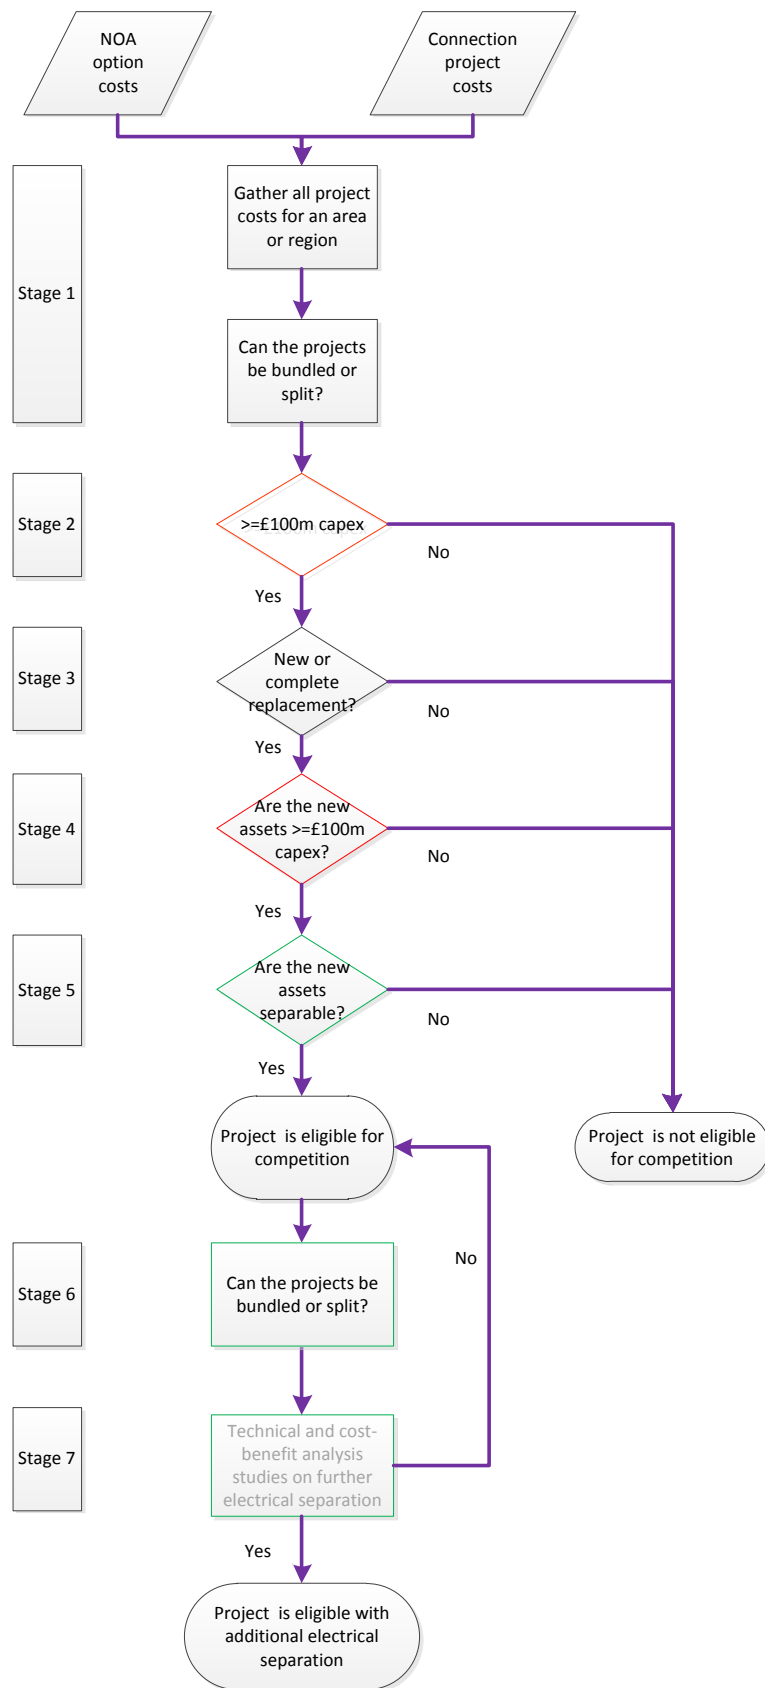 NOA
option
costs
Connection
project
costs
Stage 1
Gather all project
costs for an area
or region
Can the projects
be bundled or
split?
Stage 2
>=£100m capex
No
Yes
Stage 3
New or
complete
replacement?
No
Yes
Stage 4
Are the new
assets >=£100m
capex?
No
Yes
Stage 5
Are the new
assets
separable?
No
Yes
Project is eligible for
competition
Project is not eligible
for competition
No
Stage 6
Can the projects be
bundled or split?
Stage 7
Technical and cost-
benefit analysis
studies on further
electrical separation
Yes
Project is eligible with
additional electrical
separation